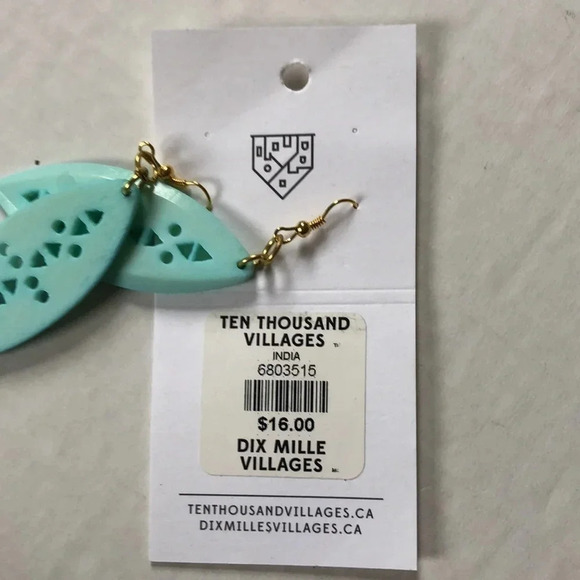 TEN THOUSAND
VILLAGES
INDIA
6803515
$16.00
DIX MILLE
VILLAGES
TENTHOUSANDVILLAGES.CA
DIXMILLESVILLAGES.CA